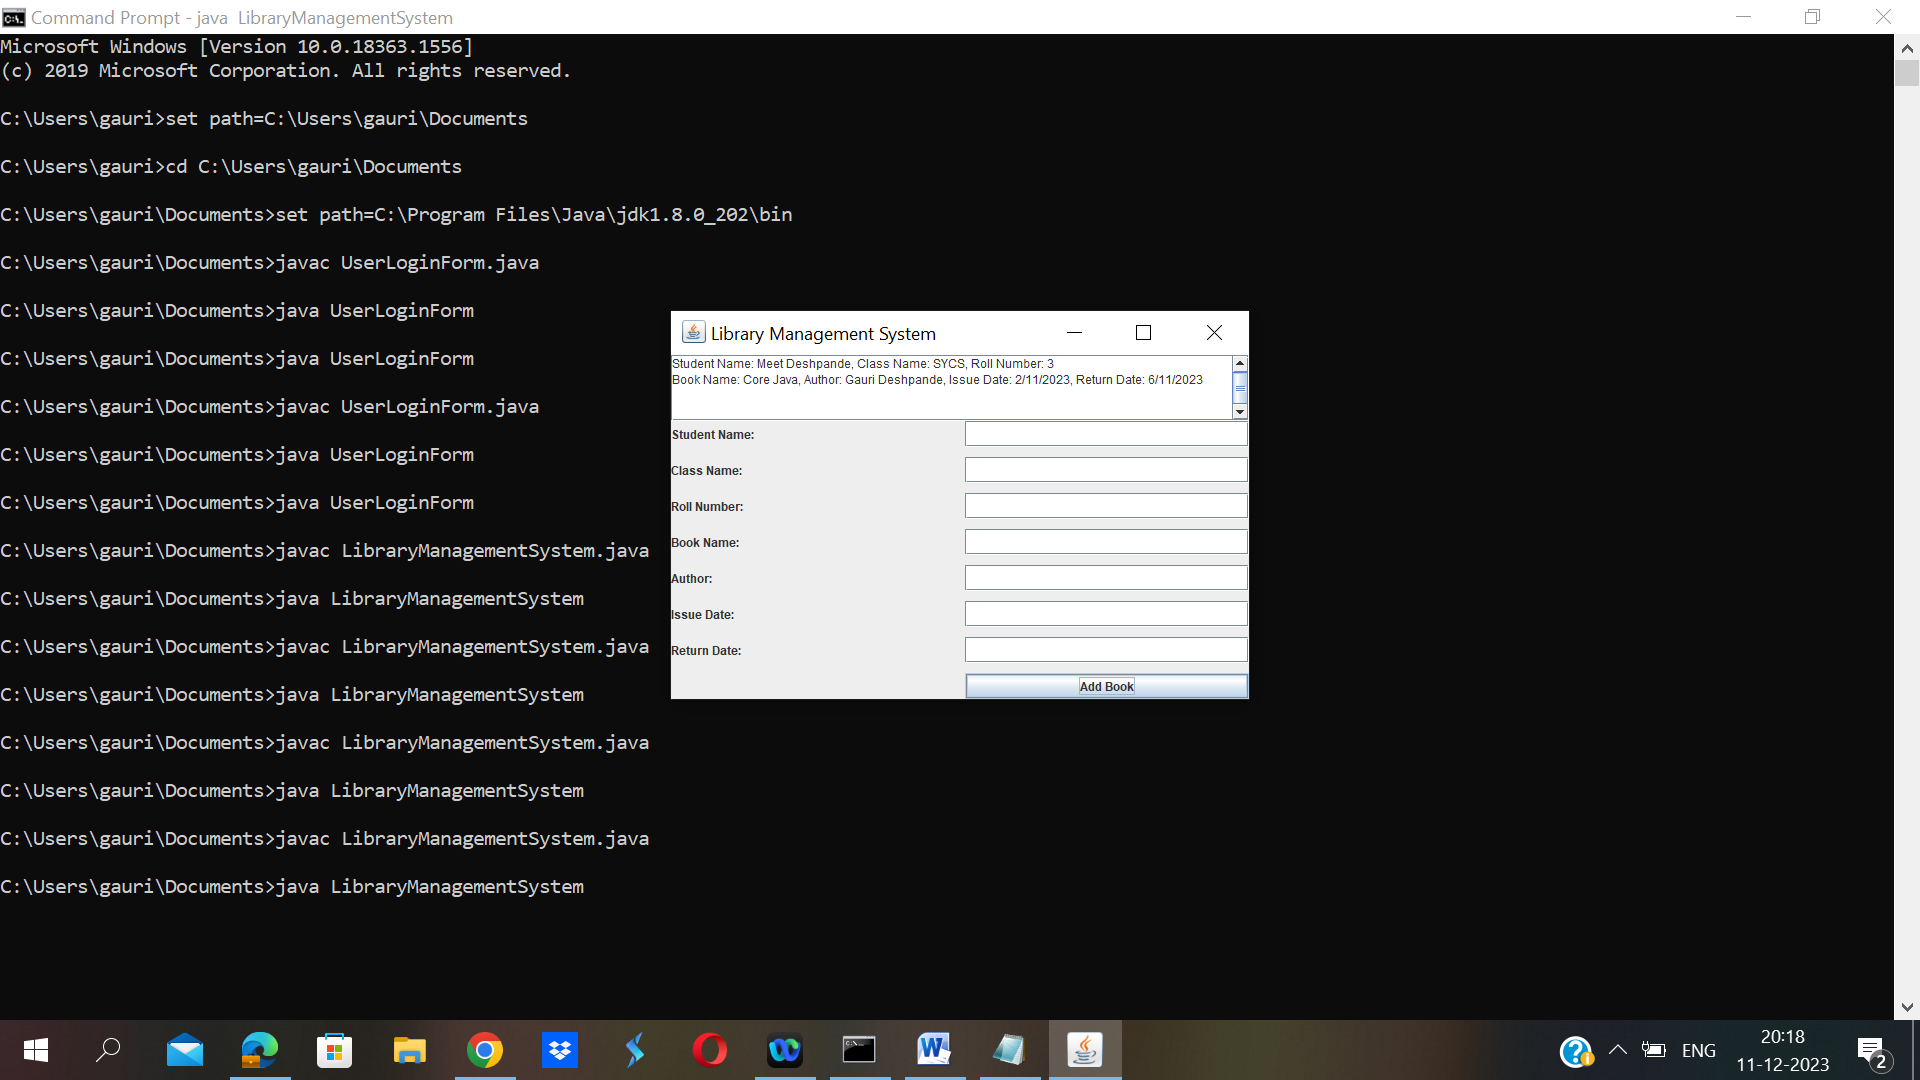 Command Prompt - java  LibraryManagementSystem
Microsoft Windows [Version 10.0.18363.1556]
(c) 2019 Microsoft Corporation. All rights reserved.
C:\Users\gauri>set path=C:\Users\gauri\Documents
C:\Users\gauri>cd C:\Users\gauri\Documents
C:\Users\gauri\Documents>set path=C:\Program Files\Java\jdk1.8.0_202\bin
C:\Users\gauri\Documents>javac UserLoginForm.java
C:\Users\gauri\Documents>java UserLoginForm
C:\Users\gauri\Documents>java UserLoginForm
C:\Users\gauri\Documents>javac UserLoginForm.java
C:\Users\gauri\Documents>java UserLoginForm
C:\Users\gauri\Documents>java UserLoginForm
C:\Users\gauri\Documents>javac LibraryManagementSystem.java
C:\Users\gauri\Documents>java LibraryManagementSystem
C:\Users\gauri\Documents>javac LibraryManagementSystem.java
C:\Users\gauri\Documents>java LibraryManagementSystem
C:\Users\gauri\Documents>javac LibraryManagementSystem.java
C:\Users\gauri\Documents>java LibraryManagementSystem
C:\Users\gauri\Documents>javac LibraryManagementSystem.java
C:\Users\gauri\Documents>java LibraryManagementSystem
Library Management System
Student Name: Meet Deshpande, Class Name: SYCS, Roll Number: 3
Book Name: Core Java, Author: Gauri Deshpande, Issue Date: 2/11/2023, Return Date: 6/11/2023
Student Name:
Class Name:
Roll Number:
Book Name:
Author:
Issue Date:
Return Date:
Add Book
ENG
20:18
11-12-2023
2